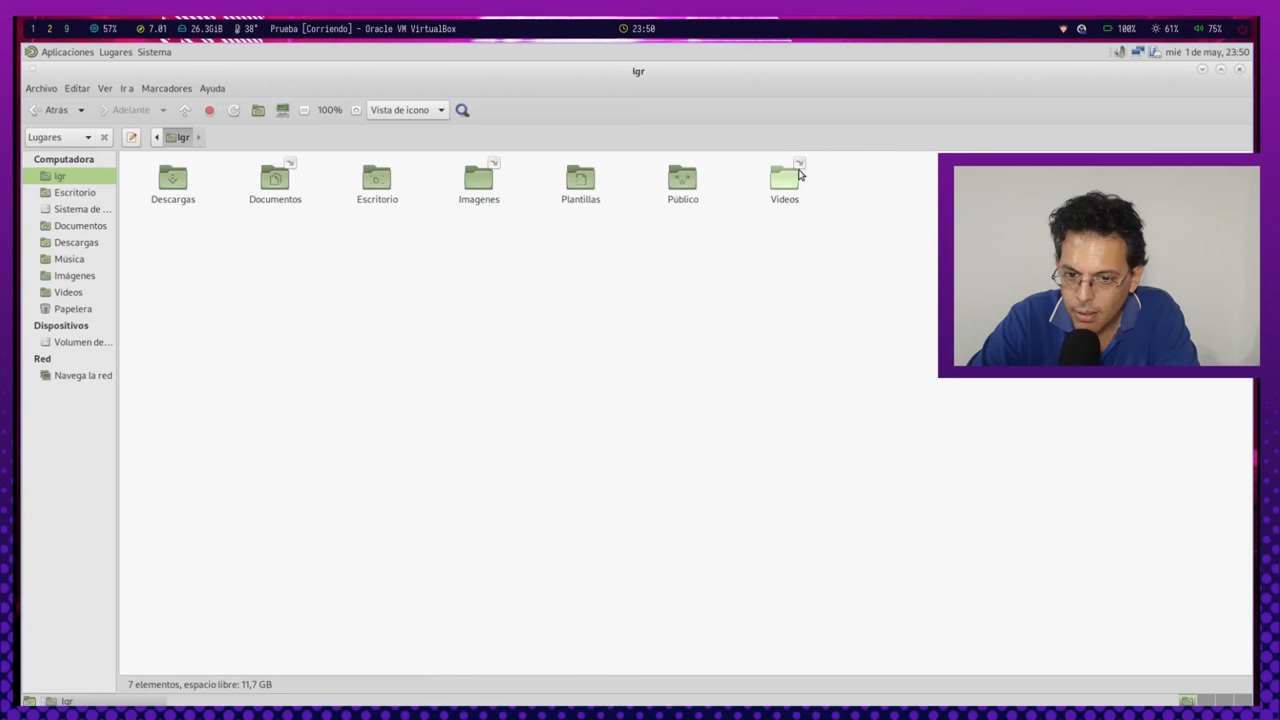 1 2 9 57% 7.01 26.3GiB 38° Prueba [Corriendo] - Oracle VM VirtualBox 23:50 100% 61% 75%
Aplicaciones Lugares Sistema mié 1 de may, 23:50
lgr
Archivo Editar Ver Ir a Marcadores Ayuda
Atrás Adelante 100% Vista de icono
Lugares lgr
Computadora
lgr
Escritorio
Sistema de ...
Documentos
Descargas
Música
Imágenes
Vídeos
Papelera
Dispositivos
Volumen de...
Red
Navega la red
Descargas Documentos Escritorio Imagenes Plantillas Público Videos
7 elementos, espacio libre: 11,7 GB
lgr